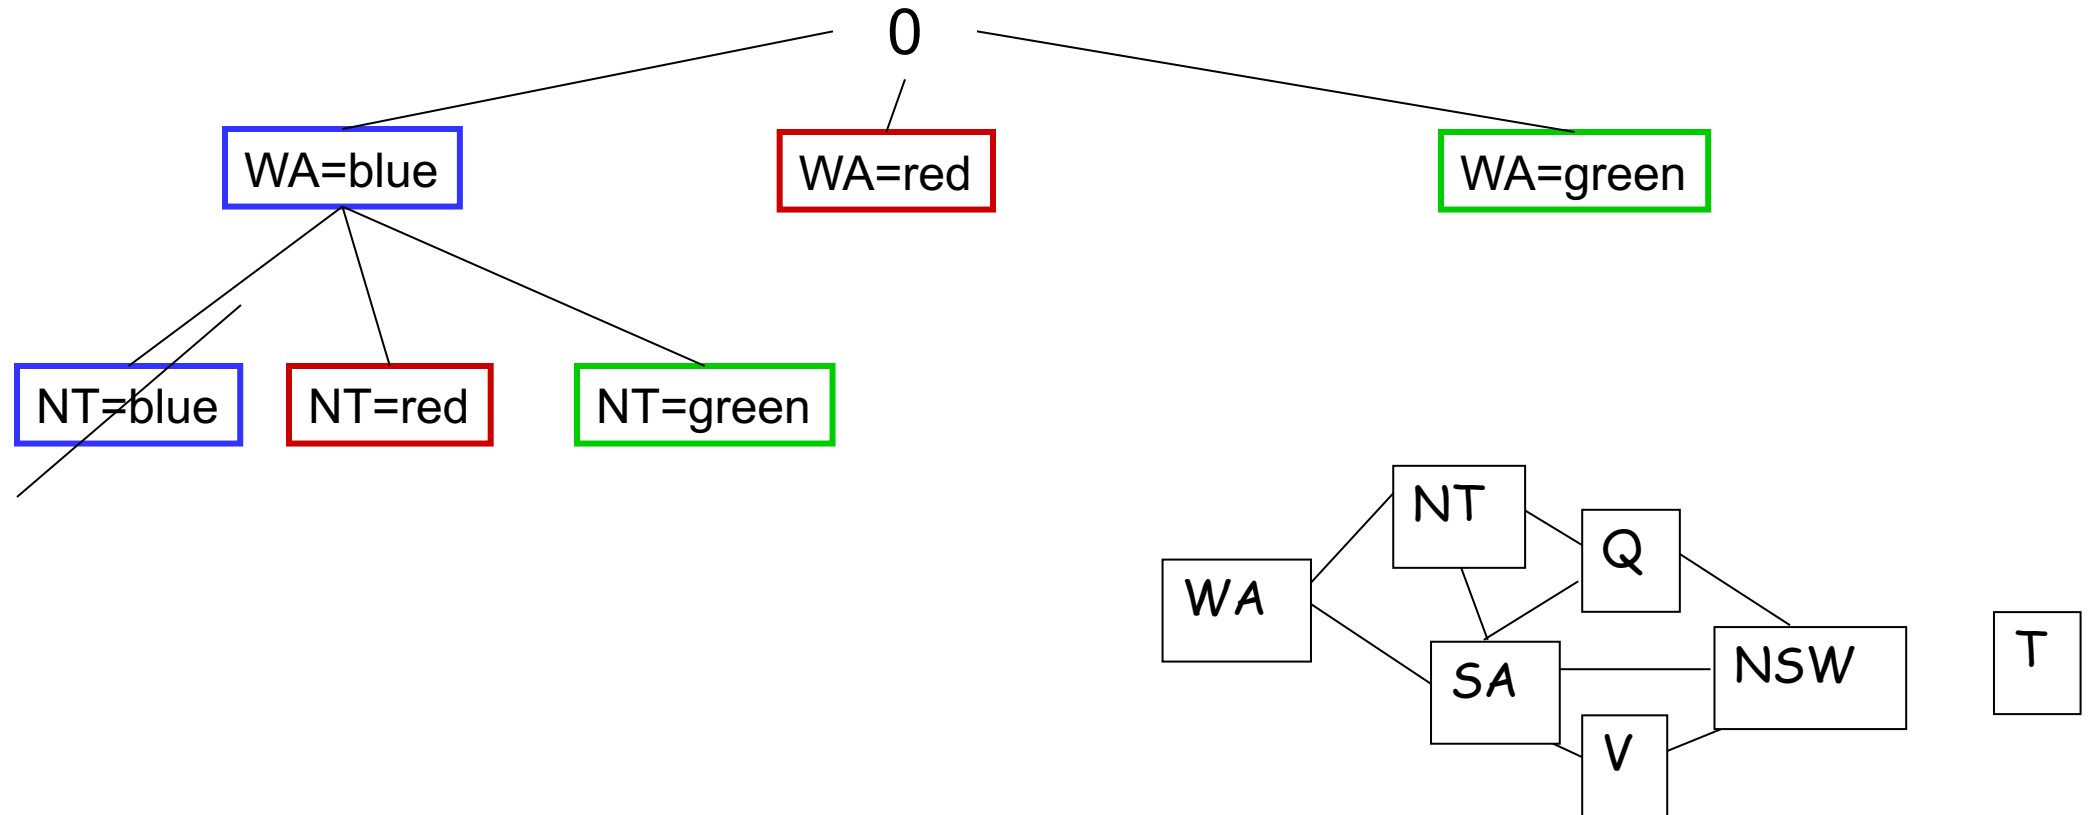 0
WA=blue
WA=red
WA=green
NT=blue
NT=red
NT=green
NT
Q
WA
T
SA
NSW
V